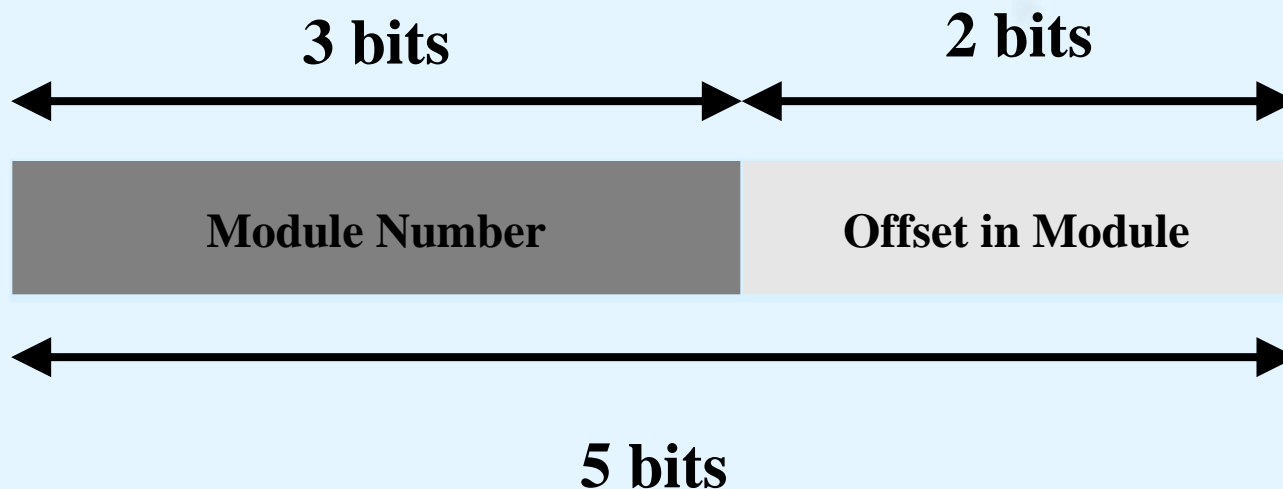 3 bits
2 bits
Module Number
Offset in Module
5 bits